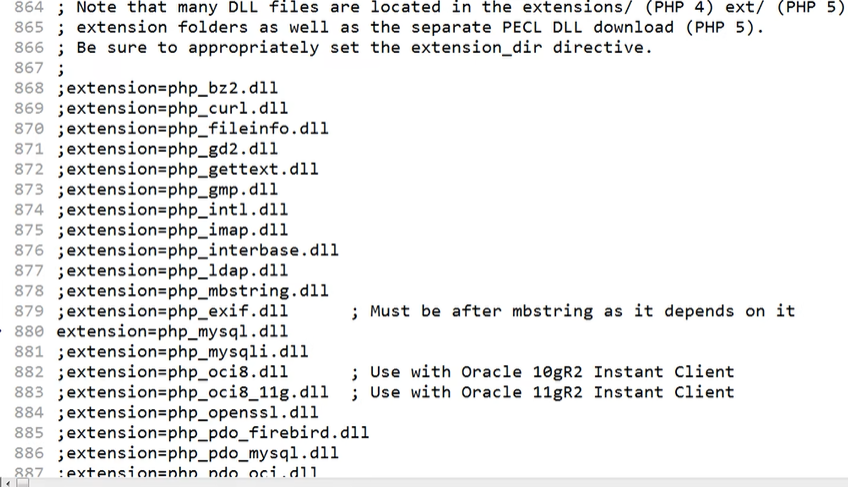 864 ; Note that many DLL files are located in the extensions/ (PHP 4) ext/ (PHP 5)
865 ; extension folders as well as the separate PECL DLL download (PHP 5).
866 ; Be sure to appropriately set the extension_dir directive.
867 ;
868 ;extension=php_bz2.dll
869 ;extension=php_curl.dll
870 ;extension=php_fileinfo.dll
871 ;extension=php_gd2.dll
872 ;extension=php_gettext.dll
873 ;extension=php_gmp.dll
874 ;extension=php_intl.dll
875 ;extension=php_imap.dll
876 ;extension=php_interbase.dll
877 ;extension=php_ldap.dll
878 ;extension=php_mbstring.dll
879 ;extension=php_exif.dll      ; Must be after mbstring as it depends on it
880 extension=php_mysql.dll
881 ;extension=php_mysqli.dll
882 ;extension=php_oci8.dll      ; Use with Oracle 10gR2 Instant Client
883 ;extension=php_oci8_11g.dll  ; Use with Oracle 11gR2 Instant Client
884 ;extension=php_openssl.dll
885 ;extension=php_pdo_firebird.dll
886 ;extension=php_pdo_mysql.dll
887 ;extension=php_pdo_oci.dll